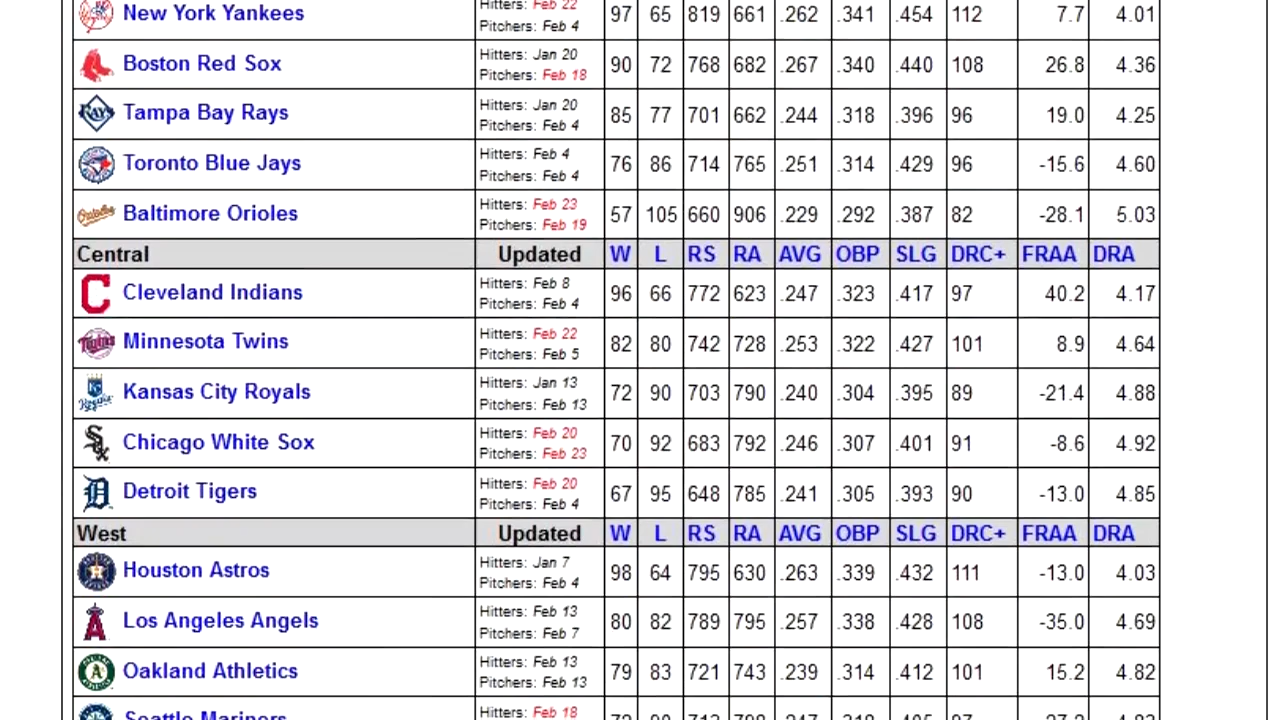 New York Yankees Hitters: Feb 22 97 65 819 661 .262 .341 .454 112 7.7 4.01
Pitchers: Feb 4
Boston Red Sox Hitters: Jan 20 90 72 768 682 .267 .340 .440 108 26.8 4.36
Pitchers: Feb 18
Tampa Bay Rays Hitters: Jan 20 85 77 701 662 .244 .318 .396 96 19.0 4.25
Pitchers: Feb 4
Toronto Blue Jays Hitters: Feb 4 76 86 714 765 .251 .314 .429 96 -15.6 4.60
Pitchers: Feb 4
Baltimore Orioles Hitters: Feb 23 57 105 660 906 .229 .292 .387 82 -28.1 5.03
Pitchers: Feb 19
Central Updated W L RS RA AVG OBP SLG DRC+ FRAA DRA
Cleveland Indians Hitters: Feb 8 96 66 772 623 .247 .323 .417 97 40.2 4.17
Pitchers: Feb 4
Minnesota Twins Hitters: Feb 22 82 80 742 728 .253 .322 .427 101 8.9 4.64
Pitchers: Feb 5
Kansas City Royals Hitters: Jan 13 72 90 703 790 .240 .304 .395 89 -21.4 4.88
Pitchers: Feb 13
Chicago White Sox Hitters: Feb 20 70 92 683 792 .246 .307 .401 91 -8.6 4.92
Pitchers: Feb 23
Detroit Tigers Hitters: Feb 20 67 95 648 785 .241 .305 .393 90 -13.0 4.85
Pitchers: Feb 4
West Updated W L RS RA AVG OBP SLG DRC+ FRAA DRA
Houston Astros Hitters: Jan 7 98 64 795 630 .263 .339 .432 111 -13.0 4.03
Pitchers: Feb 4
Los Angeles Angels Hitters: Feb 13 80 82 789 795 .257 .338 .428 108 -35.0 4.69
Pitchers: Feb 7
Oakland Athletics Hitters: Feb 13 79 83 721 743 .239 .314 .412 101 15.2 4.82
Pitchers: Feb 13
Seattle Mariners Hitters: Feb 18